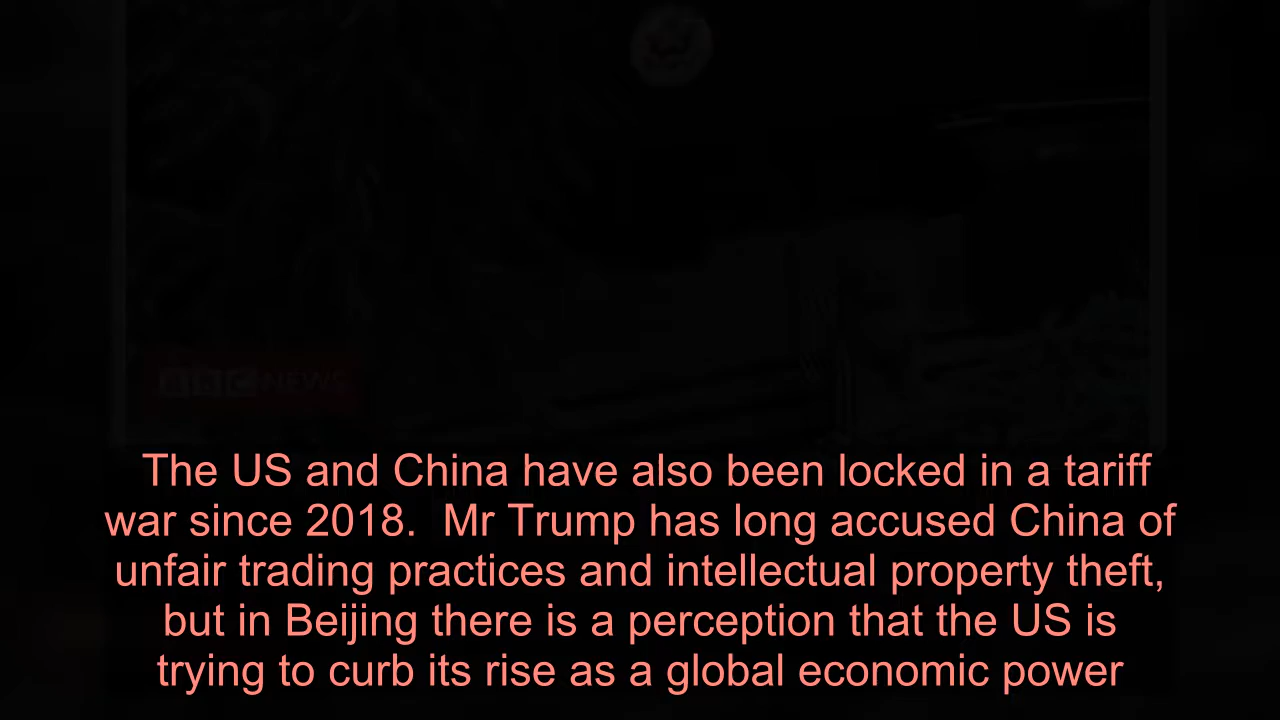 BBC NEWS
The US and China have also been locked in a tariff
war since 2018.  Mr Trump has long accused China of
unfair trading practices and intellectual property theft,
but in Beijing there is a perception that the US is
trying to curb its rise as a global economic power